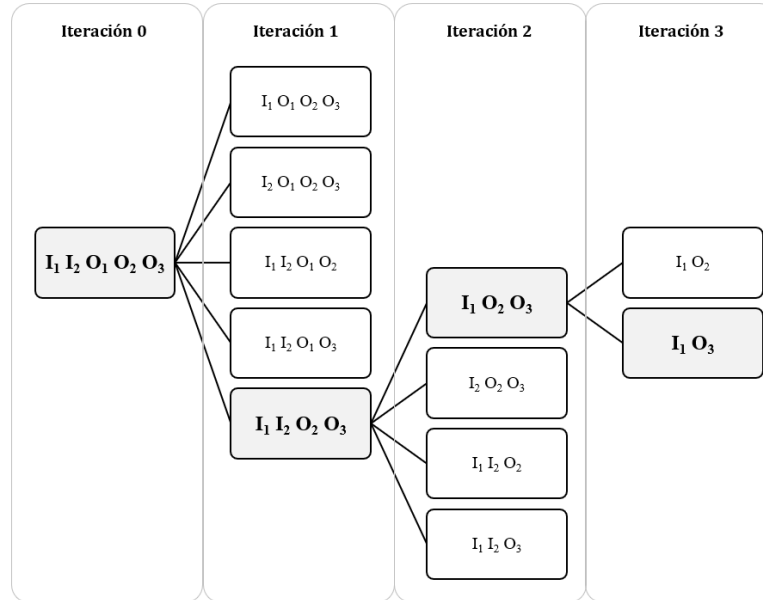 Iteración 0
Iteración 1
Iteración 2
Iteración 3
I₁ I₂ O₁ O₂ O₃
I₁ O₁ O₂ O₃
I₂ O₁ O₂ O₃
I₁ I₂ O₁ O₂
I₁ I₂ O₁ O₃
I₁ I₂ O₂ O₃
I₁ O₂ O₃
I₂ O₂ O₃
I₁ I₂ O₂
I₁ I₂ O₃
I₁ O₂
I₁ O₃